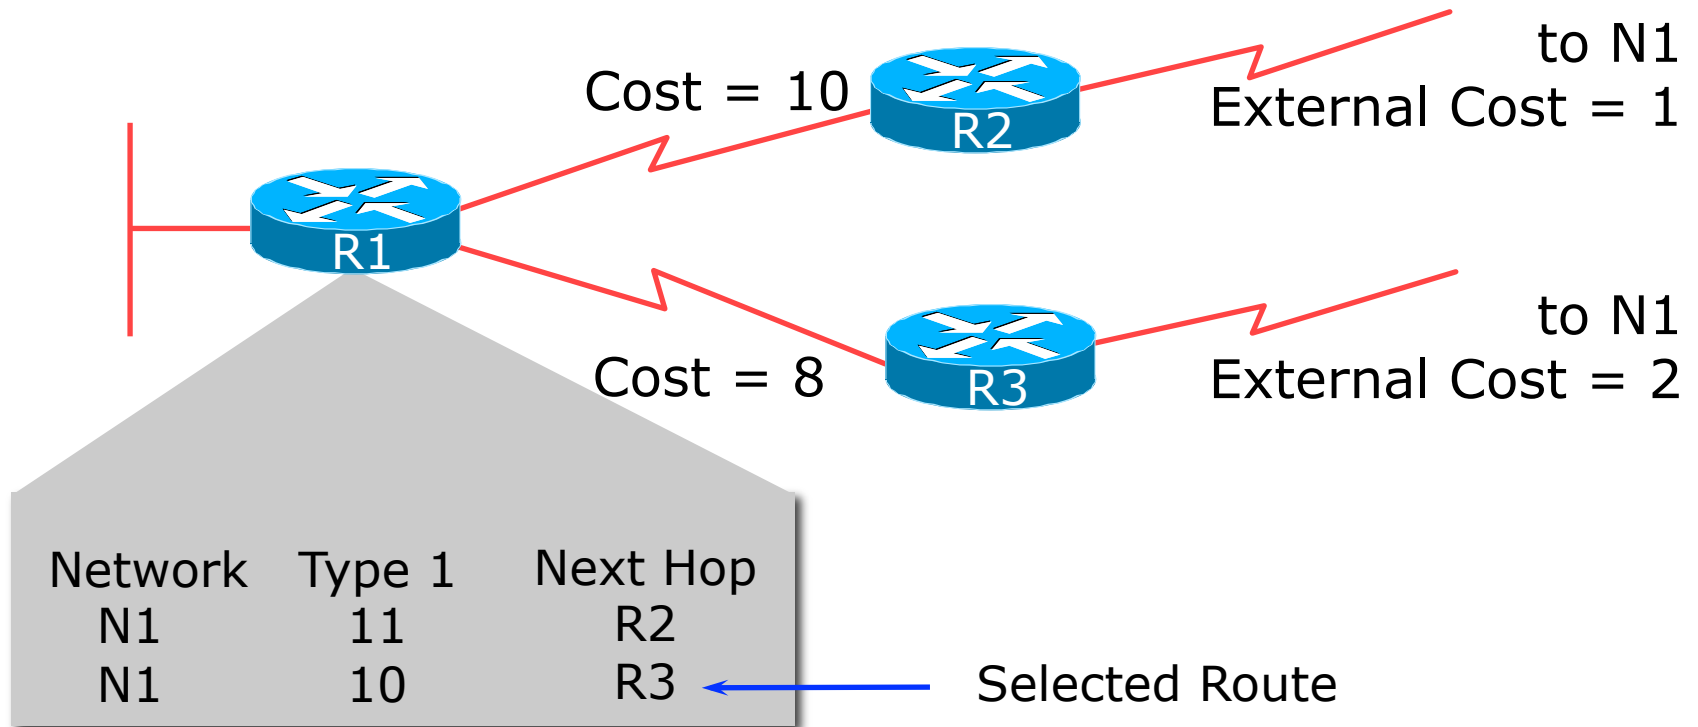 to N1
Cost = 10
External Cost = 1
R2
R1
to N1
Cost = 8
External Cost = 2
R3
Network Type 1 Next Hop
N1 11 R2
N1 10 R3
Selected Route